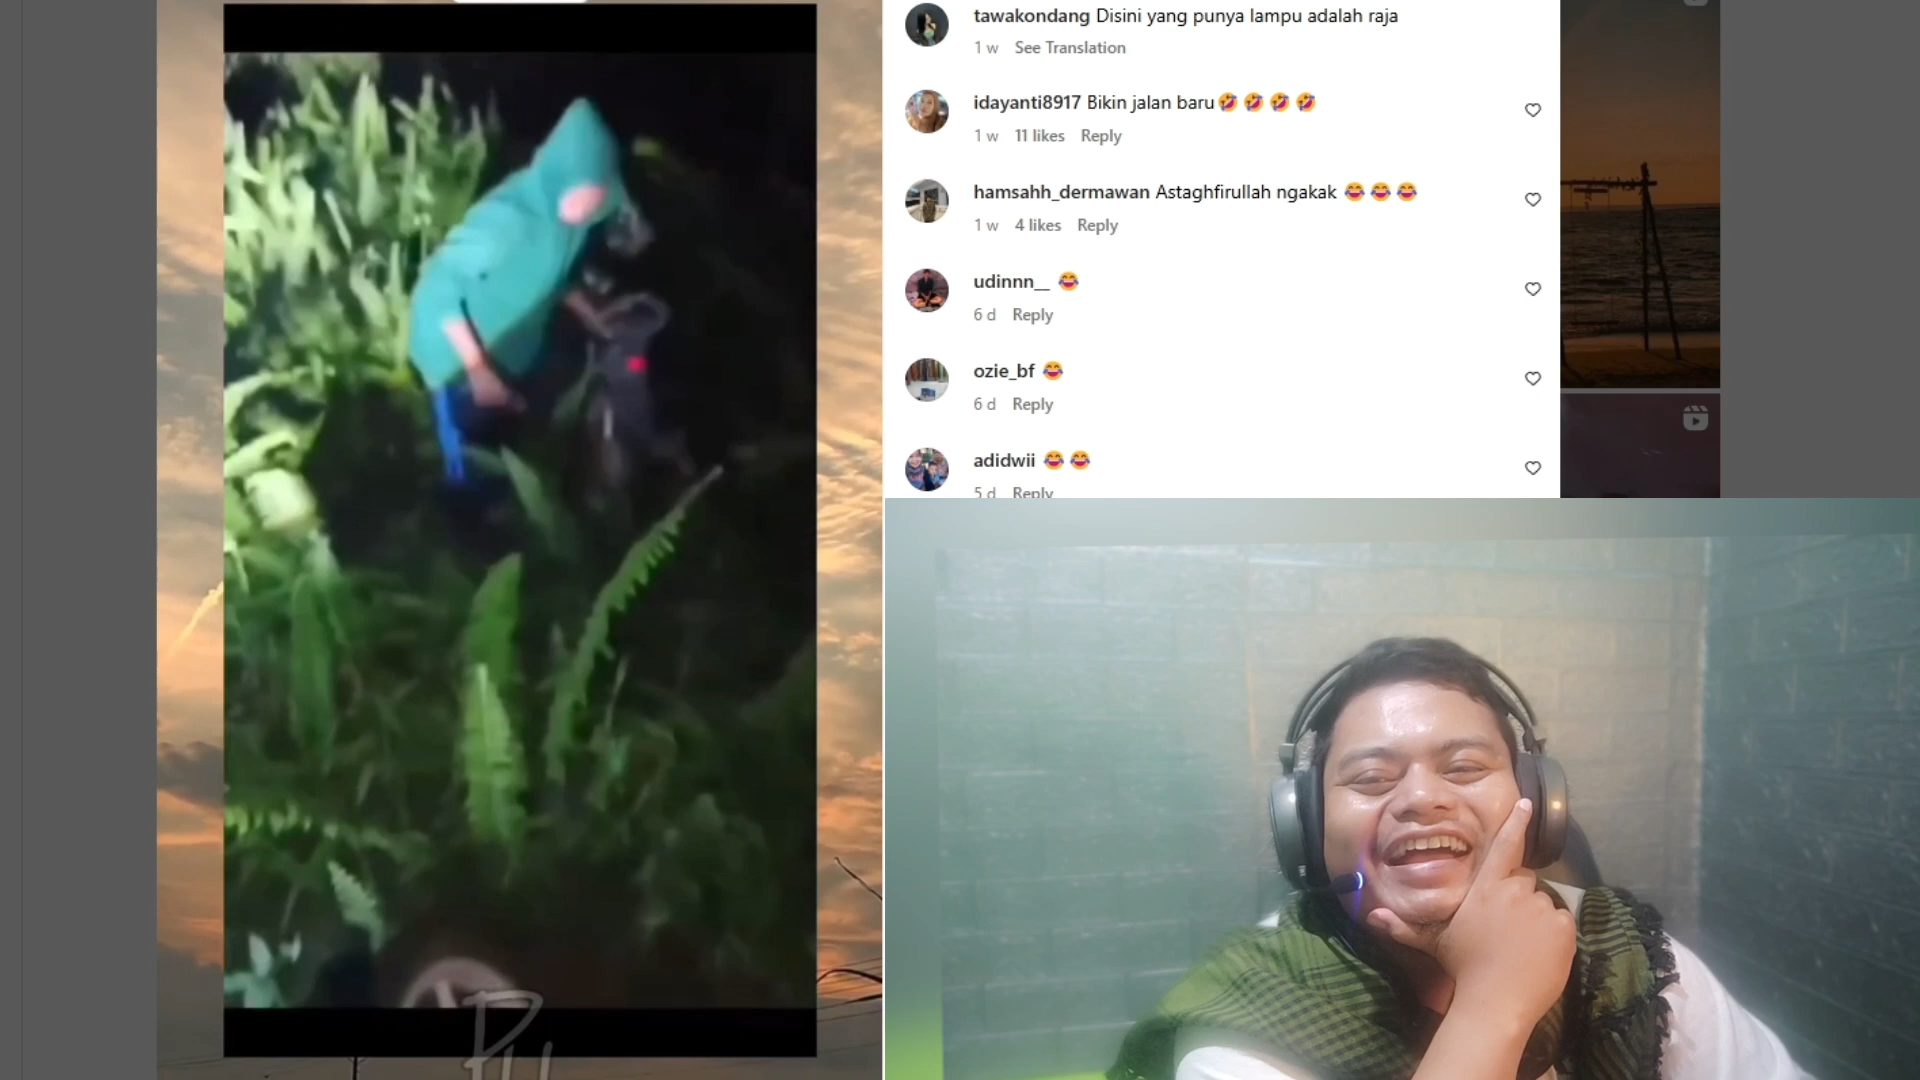 tawakondang Disini yang punya lampu adalah raja
1 w See Translation
idayanti8917 Bikin jalan baru🤣🤣🤣🤣
1 w 11 likes Reply
hamsahh_dermawan Astaghfirullah ngakak 😂😂😂
1 w 4 likes Reply
udinnn__ 😂
6 d Reply
ozie_bf 😂
6 d Reply
adidwii 😂😂
5 d Reply